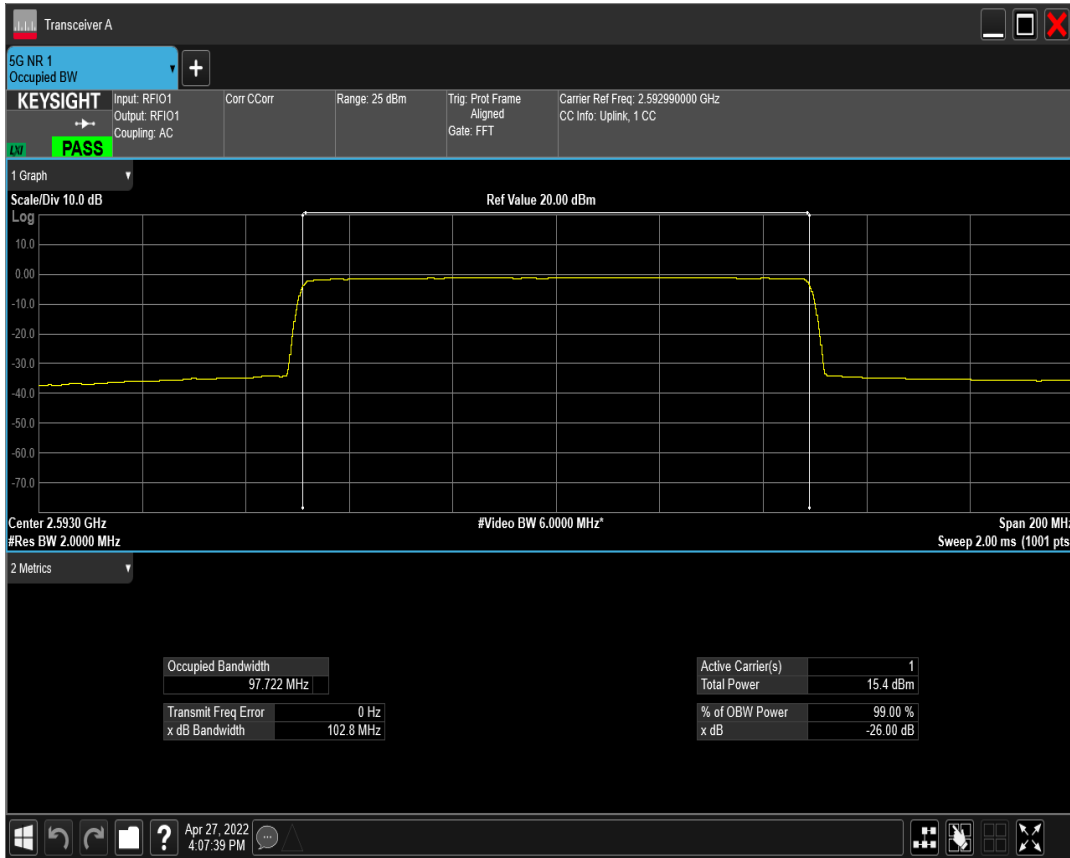 Transceiver A
5G NR 1
Occupied BW
KEYSIGHT
LXI
PASS
Input: RFIO1
Output: RFIO1
Coupling: AC
Corr CCorr
Range: 25 dBm
Trig: Prot Frame
Aligned
Gate: FFT
Carrier Ref Freq: 2.592990000 GHz
CC Info: Uplink, 1 CC
1 Graph
Scale/Div 10.0 dB
Ref Value 20.00 dBm
Log
10.0
0.00
-10.0
-20.0
-30.0
-40.0
-50.0
-60.0
-70.0
Center 2.5930 GHz
#Video BW 6.0000 MHz*
Span 200 MHz
#Res BW 2.0000 MHz
Sweep 2.00 ms (1001 pts
2 Metrics
Occupied Bandwidth
97.722 MHz
Transmit Freq Error 0 Hz
x dB Bandwidth 102.8 MHz
Active Carrier(s) 1
Total Power 15.4 dBm
% of OBW Power 99.00 %
x dB -26.00 dB
?
Apr 27, 2022
4:07:39 PM